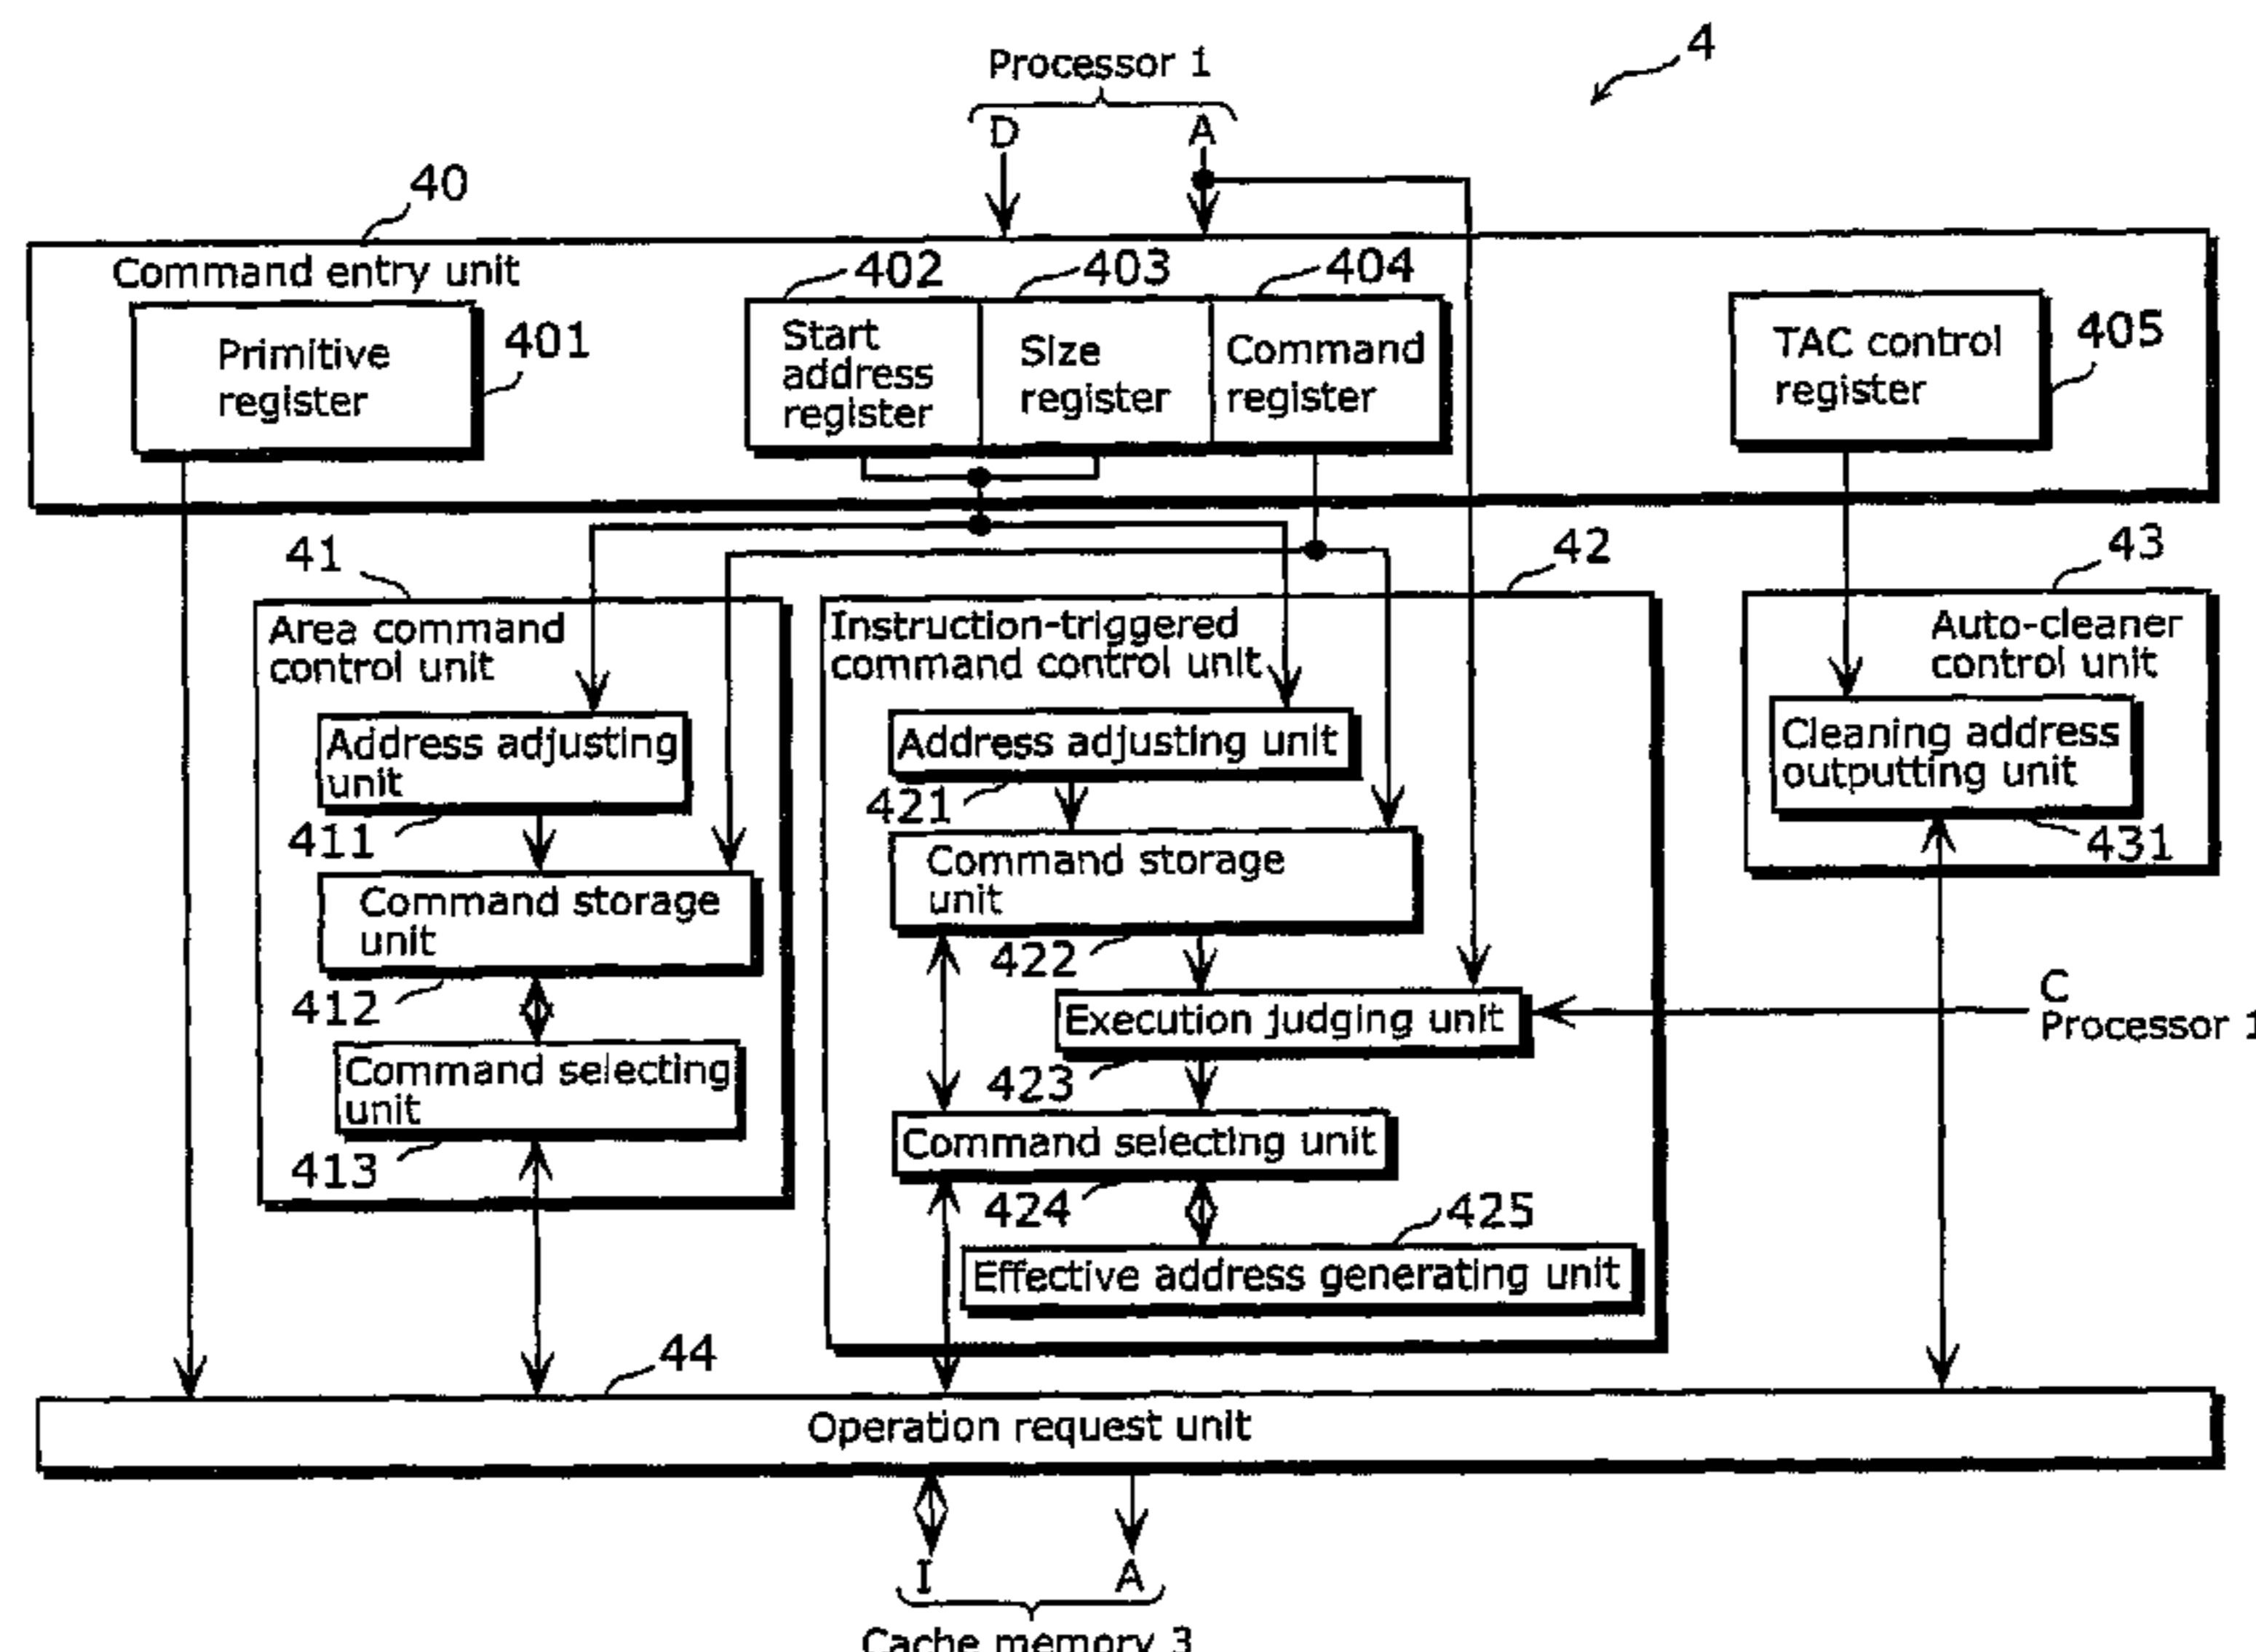 4
Processor 1
D
A
40
Command entry unit
402
403
404
Primitive
register
401
Start
address
register
Size
register
Command
register
TAC control
register
405
41
42
43
Area command
control unit
Instruction-triggered
command control unit
Auto-cleaner
control unit
Address adjusting
unit
411
Address adjusting unit
421
Cleaning address
outputting unit
431
Command storage
unit
412
Command storage
unit
422
Execution judging unit
423
C
Processor 1
Command selecting
unit
413
Command selecting unit
424
425
Effective address generating unit
44
Operation request unit
I
A
Cache memory 3